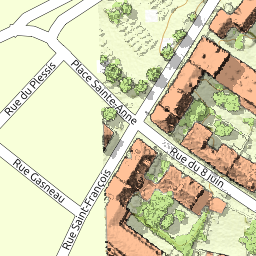 Rue du Plessis
Place Sainte-Anne
Rue du 8 Juin
Rue Gasneau
Rue Saint-François